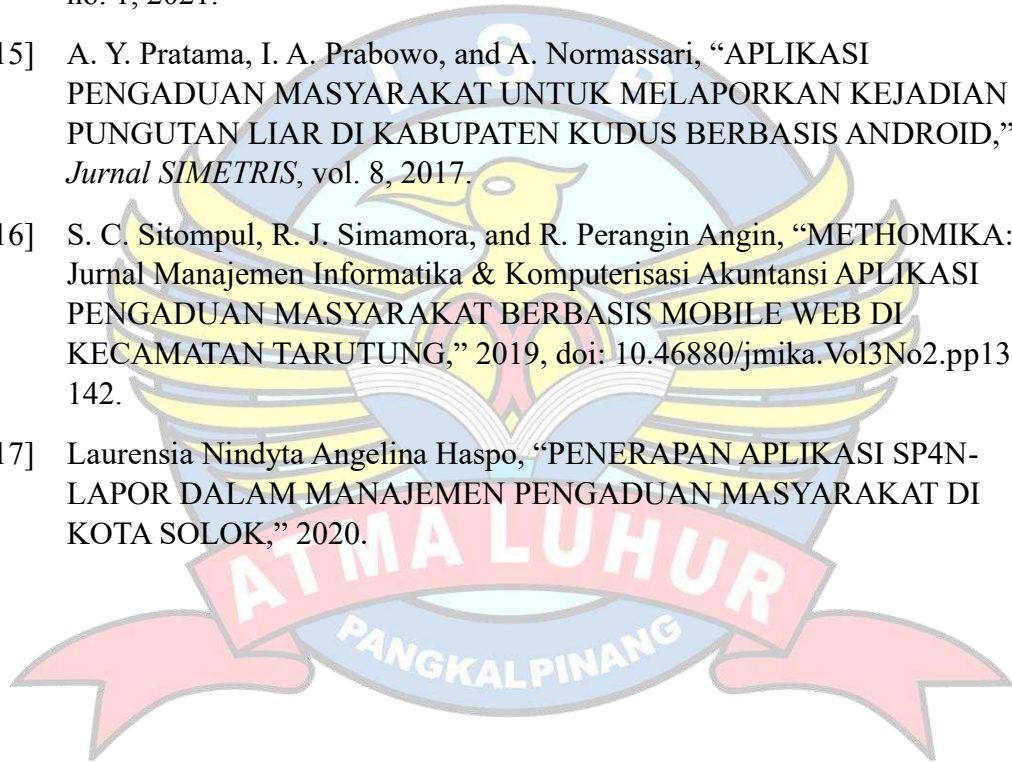 no. 1, 2021.
15] A. Y. Pratama, I. A. Prabowo, and A. Normassari, “APLIKASI
PENGADUAN MASYARAKAT UNTUK MELAPORKAN KEJADIAN
PUNGUTAN LIAR DI KABUPATEN KUDUS BERBASIS ANDROID,”
Jurnal SIMETRIS, vol. 8, 2017.
16] S. C. Sitompul, R. J. Simamora, and R. Perangin Angin, “METHOMIKA:
Jurnal Manajemen Informatika & Komputerisasi Akuntansi APLIKASI
PENGADUAN MASYARAKAT BERBASIS MOBILE WEB DI
KECAMATAN TARUTUNG,” 2019, doi: 10.46880/jmika.Vol3No2.pp13
142.
17] Laurensia Nindyta Angelina Haspo, “PENERAPAN APLIKASI SP4N-
LAPOR DALAM MANAJEMEN PENGADUAN MASYARAKAT DI
KOTA SOLOK,” 2020.
I S B
ATMA LUHUR
PANGKALPINANG